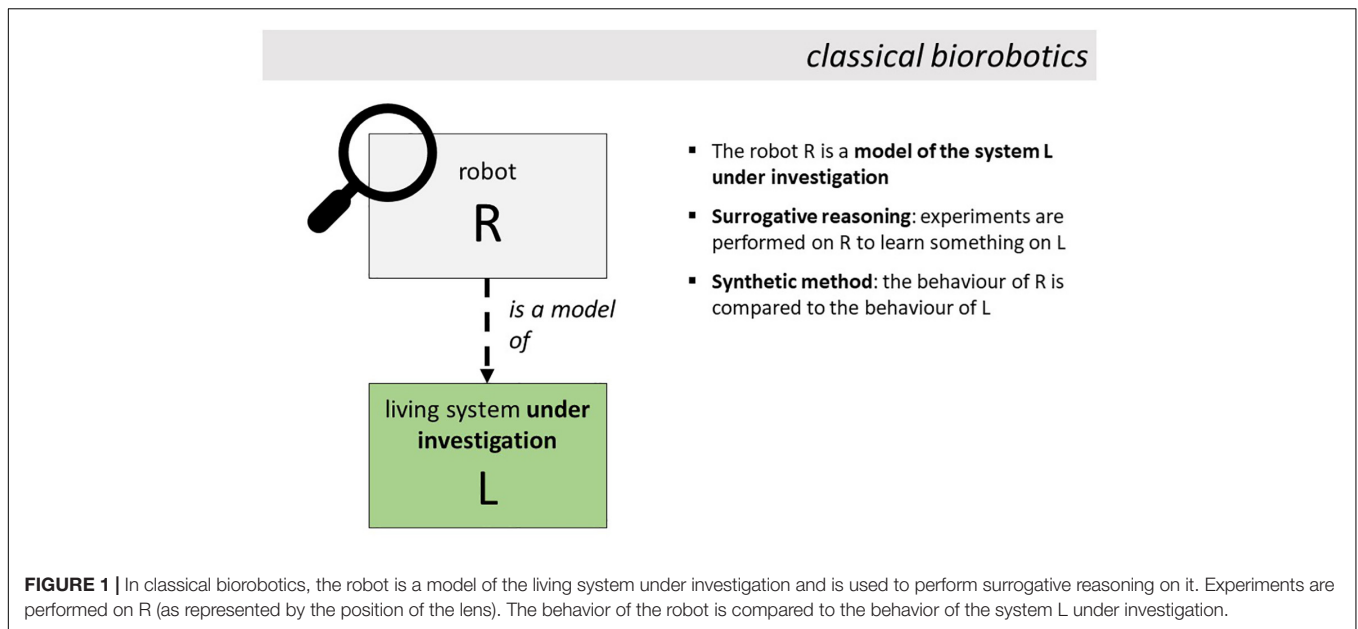 classical biorobotics
robot
R
is a model
of
living system under
investigation
L
▪ The robot R is a model of the system L
under investigation
▪ Surrogative reasoning: experiments are
performed on R to learn something on L
▪ Synthetic method: the behaviour of R is
compared to the behaviour of L
FIGURE 1 | In classical biorobotics, the robot is a model of the living system under investigation and is used to perform surrogative reasoning on it. Experiments are
performed on R (as represented by the position of the lens). The behavior of the robot is compared to the behavior of the system L under investigation.